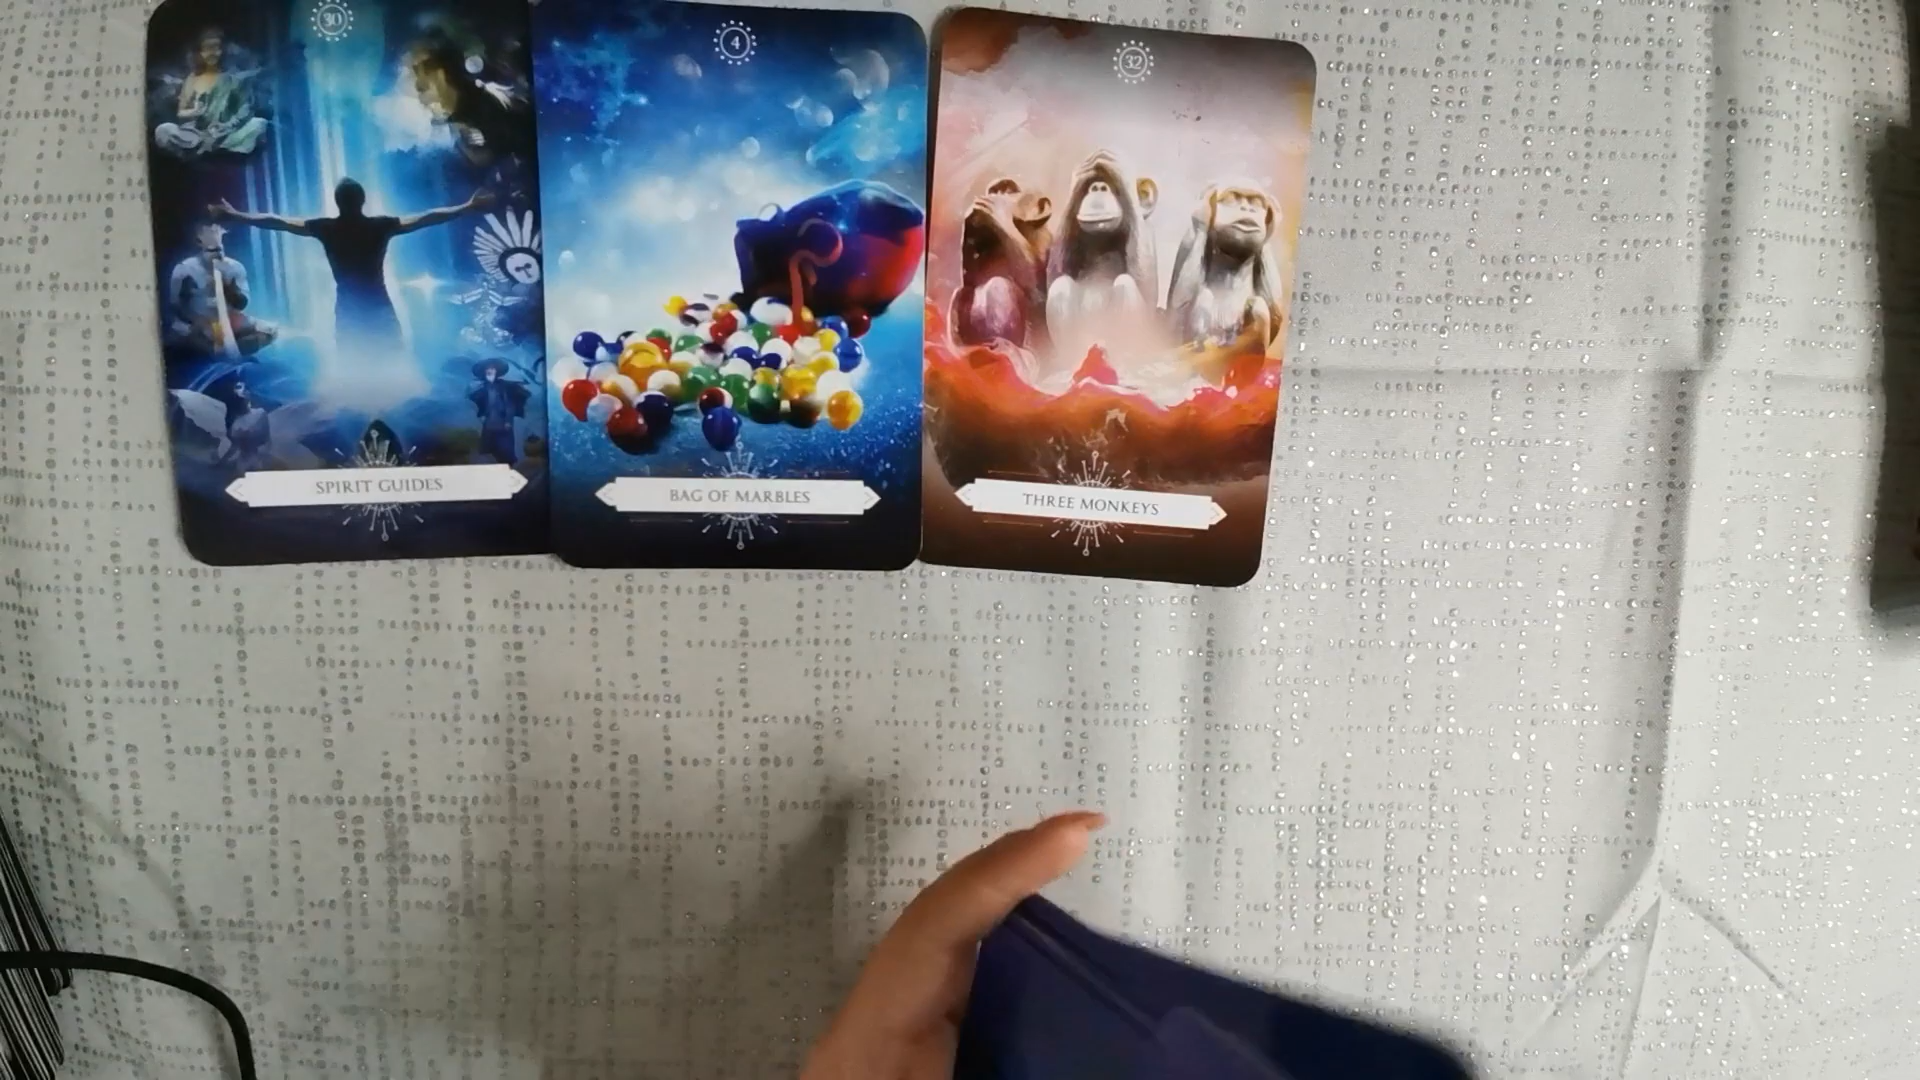 30
4
32
SPIRIT GUIDES
BAG OF MARBLES
THREE MONKEYS